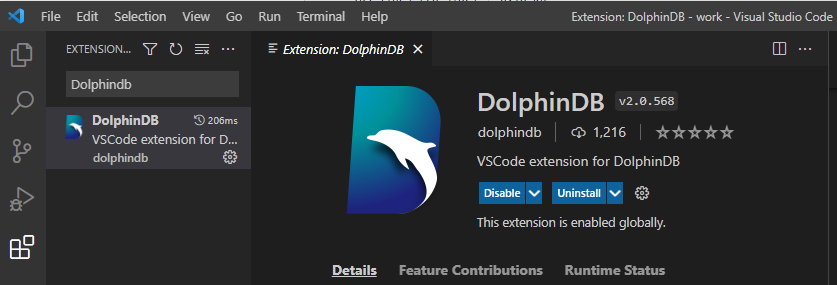 File Edit Selection View Go Run Terminal Help Extension: DolphinDB - work - Visual Studio Code
EXTENSION... Extension: DolphinDB
Dolphindb
DolphinDB 206ms
VSCode extension for D...
dolphindb
DolphinDB v2.0.568
dolphindb 1,216
VSCode extension for DolphinDB
Disable Uninstall
This extension is enabled globally.
Details Feature Contributions Runtime Status